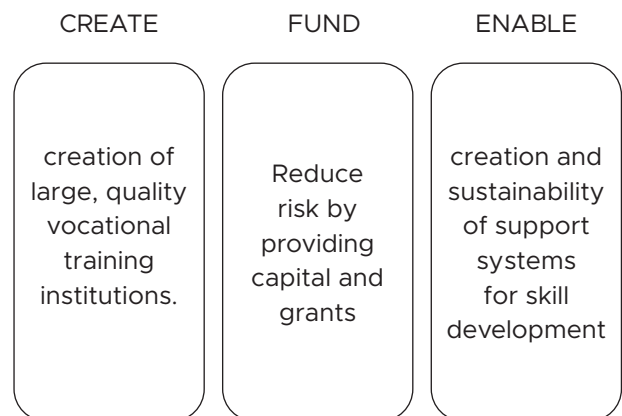 CREATE
FUND
ENABLE
creation of
large, quality
vocational
training
institutions.
Reduce
risk by
providing
capital and
grants
creation and
sustainability
of support
systems
for skill
development